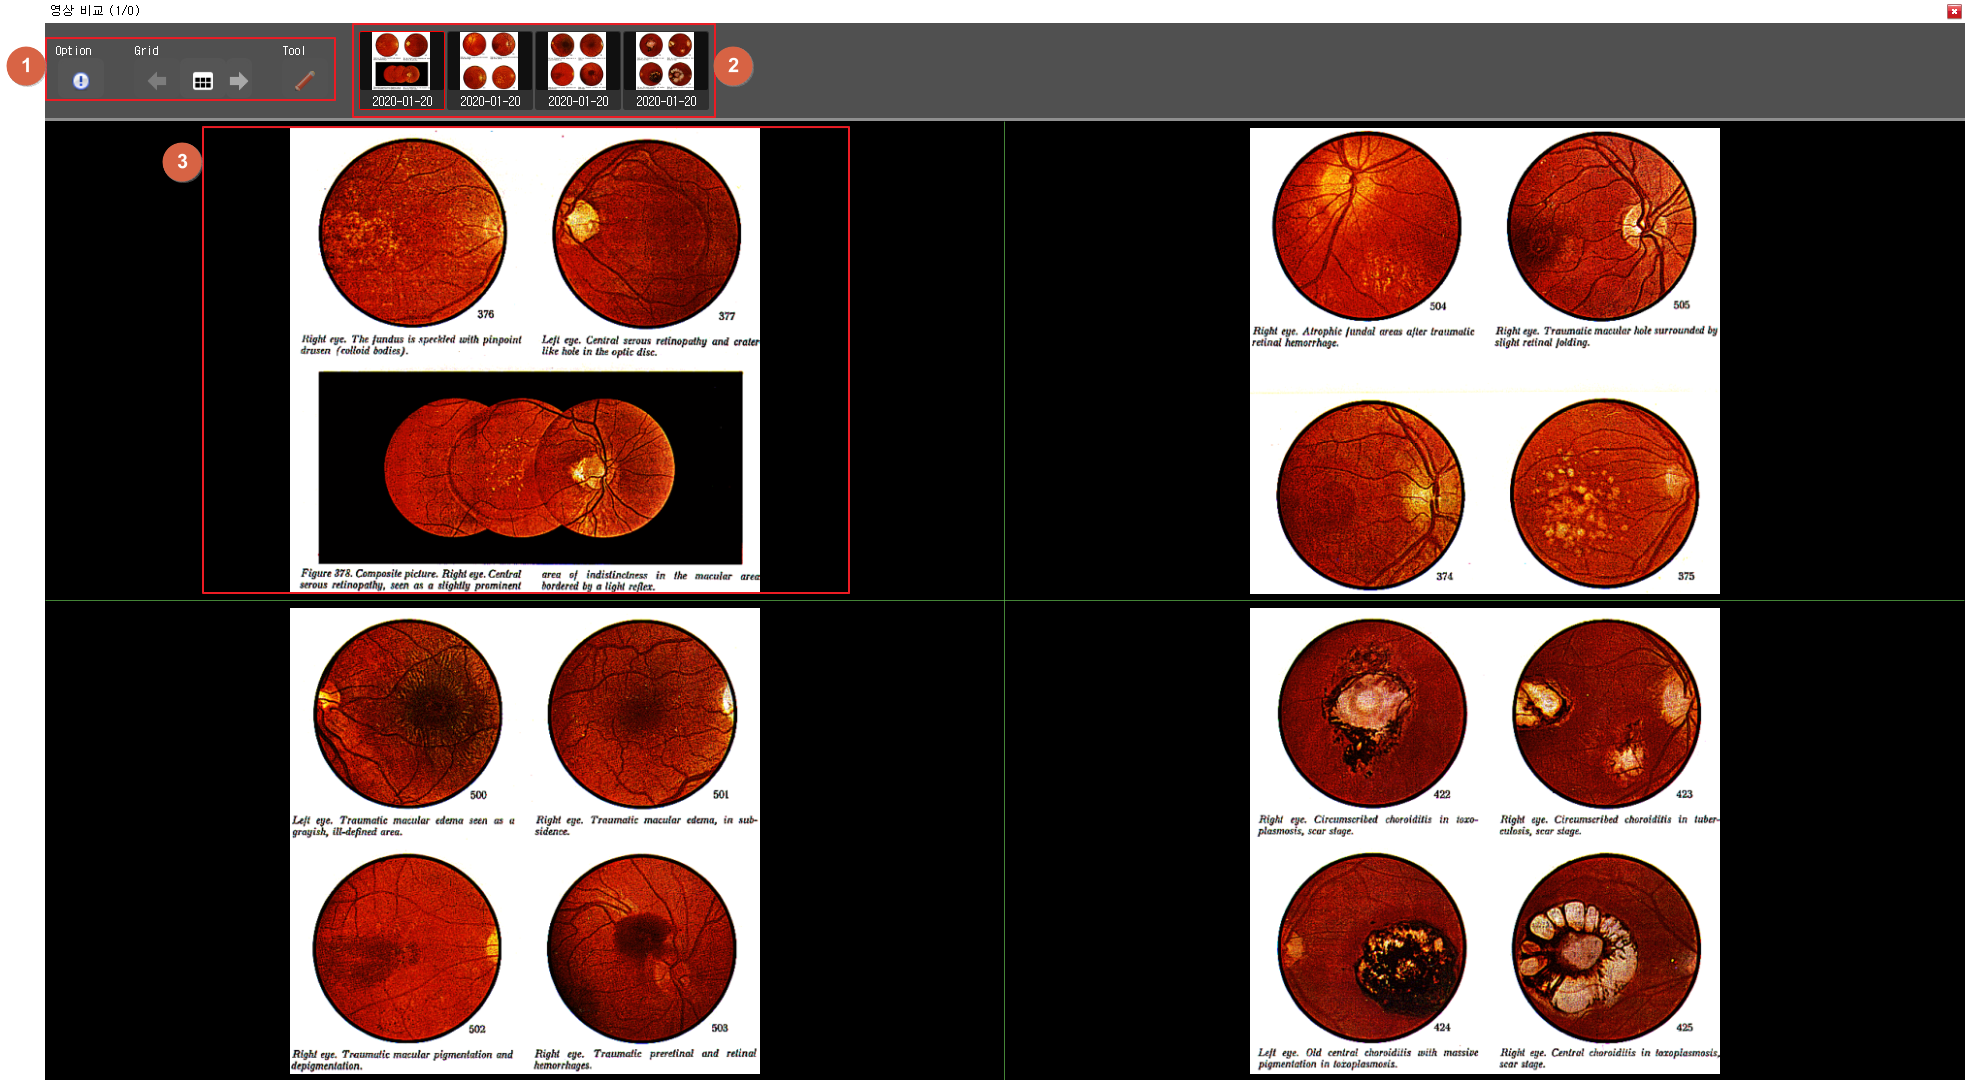 영상 비교 (1/0)
Option
Grid
Tool
1
2
2020-01-20
2020-01-20
2020-01-20
2020-01-20
3
376
377
Right eye. The fundus is speckled with pinpoint
drusen (colloid bodies).
Left eye. Central serous retinopathy and crater
like hole in the optic disc.
Figure 378. Composite picture. Right eye. Central
serous retinopathy, seen as a slightly prominent
area of indistinctness in the macular area
bordered by a light reflex.
504
505
Right eye. Atrophic fundal areas after traumatic
retinal hemorrhage.
Right eye. Traumatic macular hole surrounded by
slight retinal folding.
374
375
500
501
Left eye. Traumatic macular edema seen as a
grayish, ill-defined area.
Right eye. Traumatic macular edema, in sub-
sidence.
502
503
Right eye. Traumatic macular pigmentation and
depigmentation.
Right eye. Traumatic preretinal and retinal
hemorrhages.
422
423
Right eye. Circumscribed choroiditis in toxo-
plasmosis, scar stage.
Right eye. Circumscribed choroiditis in tuber-
culosis, scar stage.
424
425
Left eye. Old central choroiditis with massive
pigmentation in toxoplasmosis.
Right eye. Central choroiditis in toxoplasmosis,
scar stage.